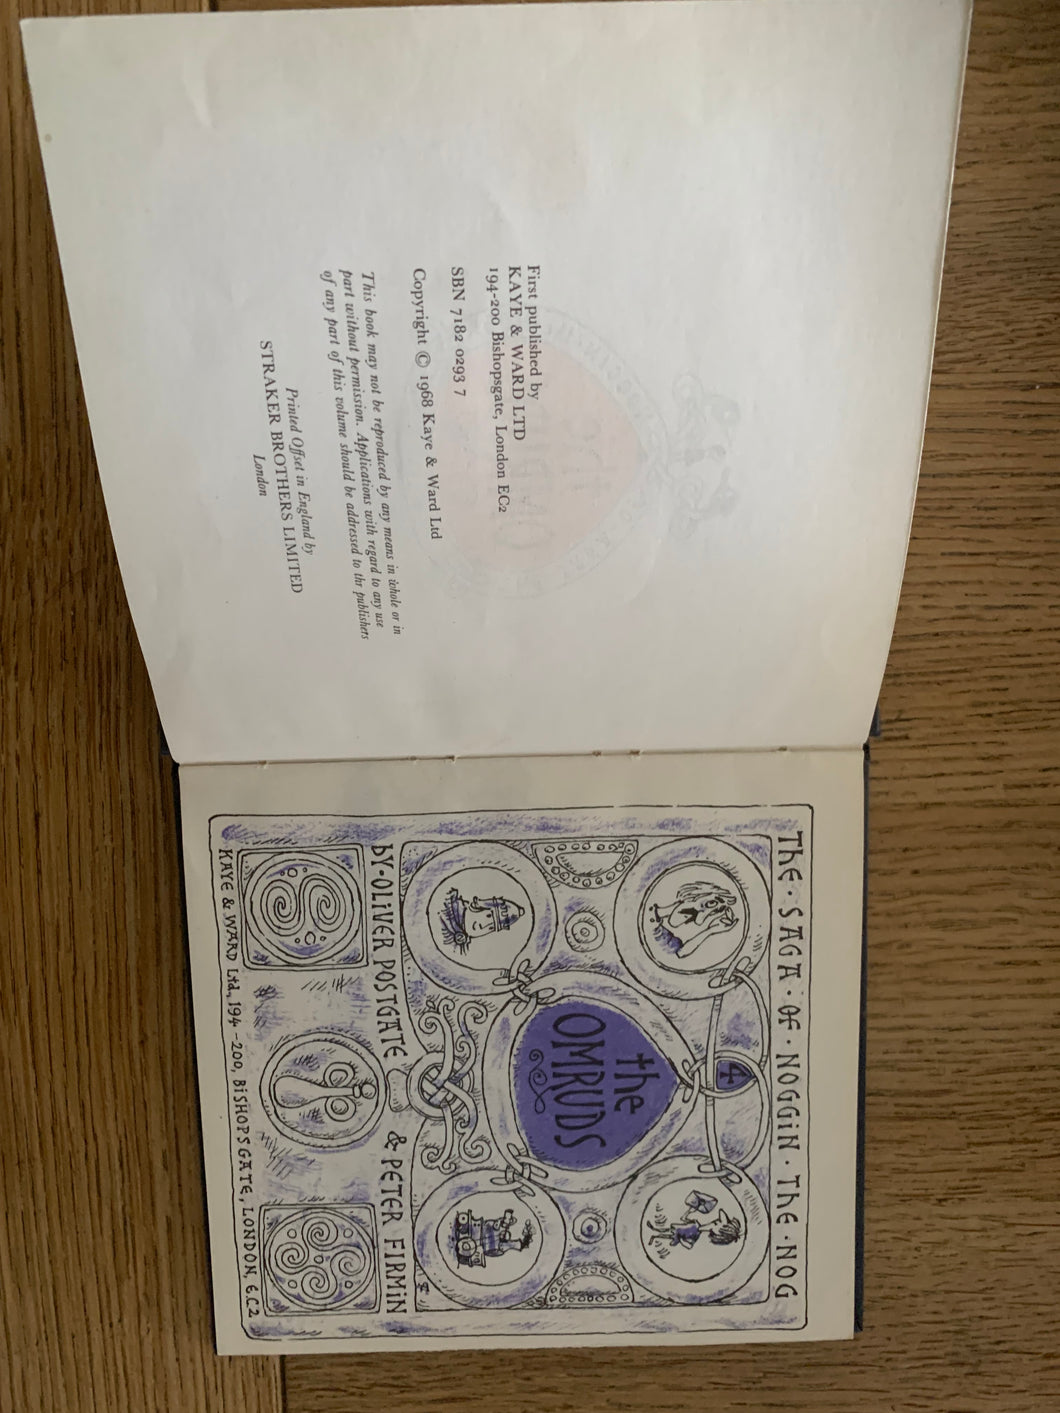 First published by
KAYE & WARD LTD
194-200 Bishopsgate, London EC2
SBN 7182 0293 7
Copyright © 1968 Kaye & Ward Ltd
This book may not be reproduced by any means in whole or in
part without permission. Applications with regard to any use
of any part of this volume should be addressed to the publishers
Printed Offset in England by
STRAKER BROTHERS LIMITED
London
THE · SAGA · OF · NOGGIN · THE · NOG
4
the
OMRUDS
by · OLIVER POSTGATE & PETER FIRMIN
KAYE & WARD Ltd., 194-200, BISHOPSGATE, LONDON, E.C2